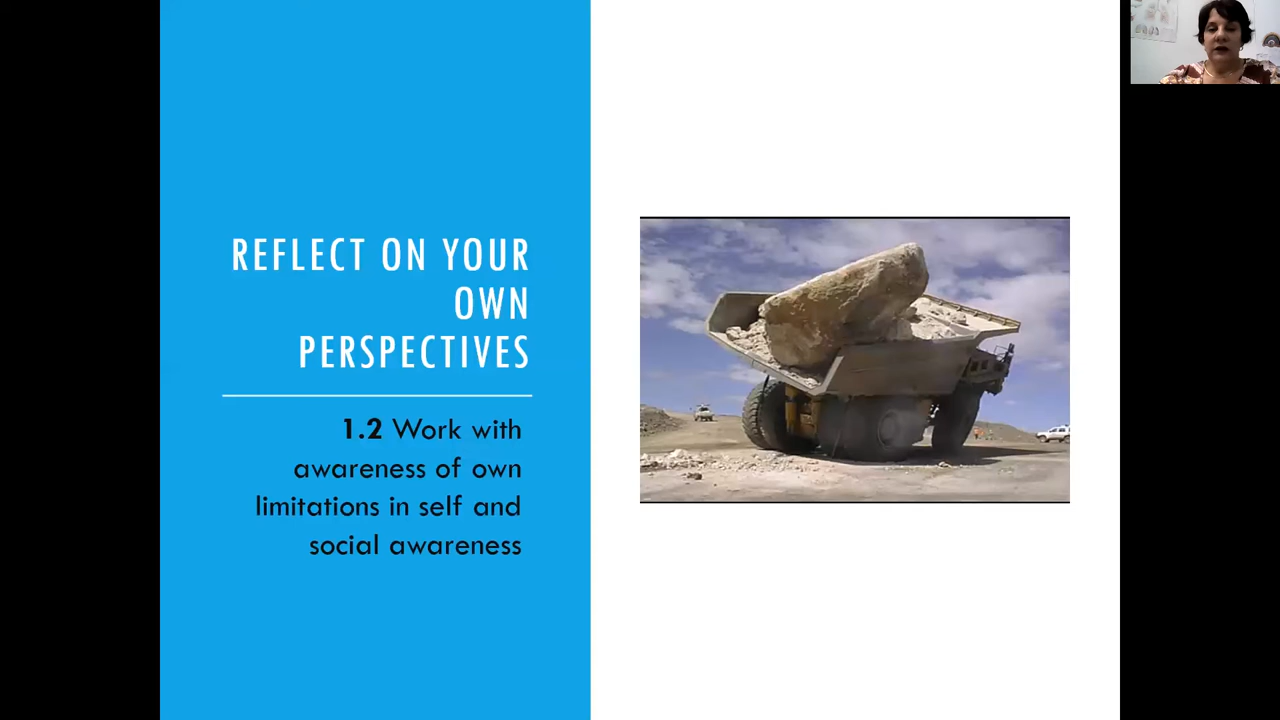 REFLECT ON YOUR
OWN
PERSPECTIVES
1.2 Work with
awareness of own
limitations in self and
social awareness